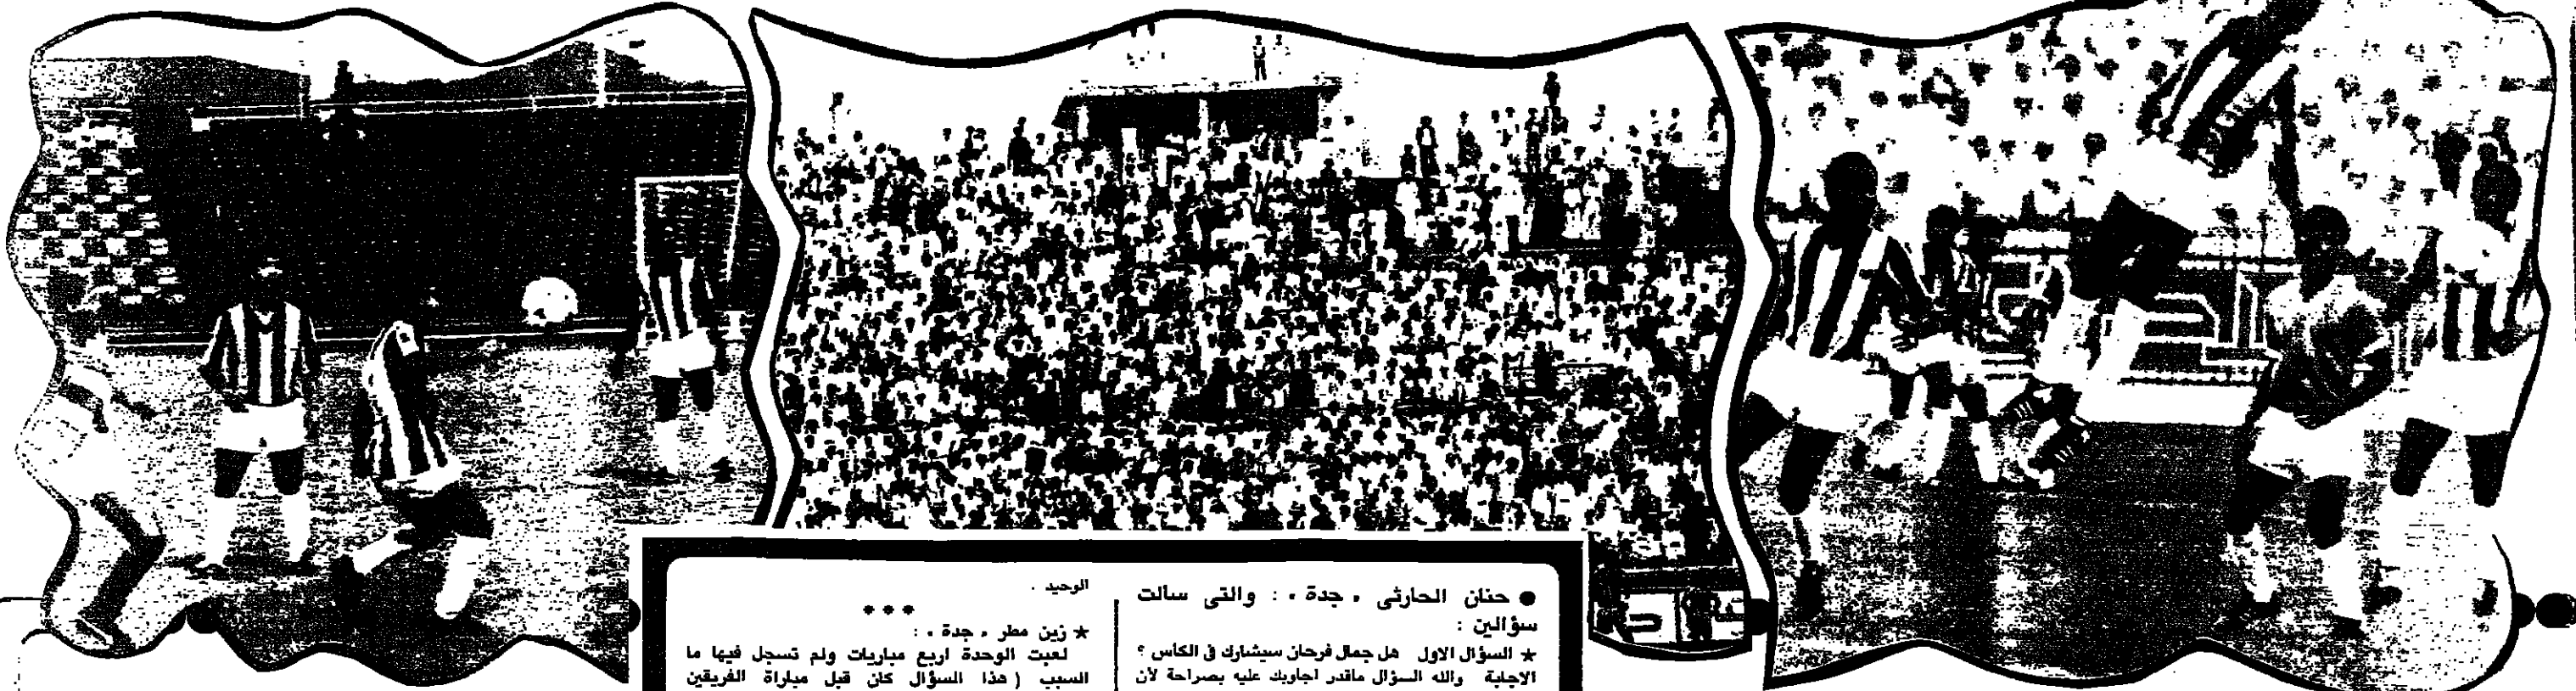 ● حنان الحارثى • جدة • : والتى سالت
سؤالين :
★ السؤال الاول هل جمال فرحان سيشارك فى الكاس ؟
الاجابة والله السؤال ماقدر اجاوبك عليه بصراحة لأن
الوحيد .
***
★ زين مطر • جدة • :
لعبت الوحدة اربع مباريات ولم تسجل فيها ما
السبب ( هذا السؤال كان قبل مباراة الفريقين